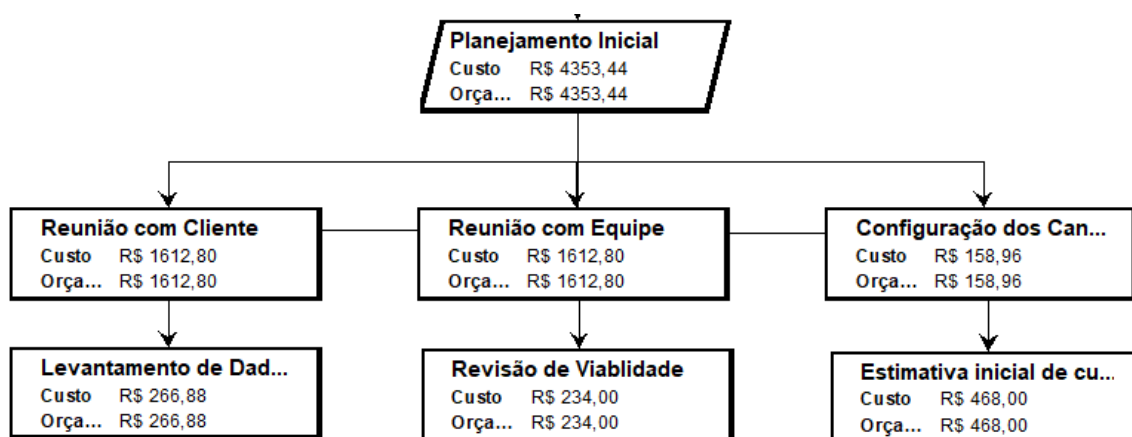 Planejamento Inicial
Custo R$ 4353,44
Orça... R$ 4353,44
Reunião com Cliente
Custo R$ 1612,80
Orça... R$ 1612,80
Reunião com Equipe
Custo R$ 1612,80
Orça... R$ 1612,80
Configuração dos Can...
Custo R$ 158,96
Orça... R$ 158,96
Levantamento de Dad...
Custo R$ 266,88
Orça... R$ 266,88
Revisão de Viablidade
Custo R$ 234,00
Orça... R$ 234,00
Estimativa inicial de cu...
Custo R$ 468,00
Orça... R$ 468,00